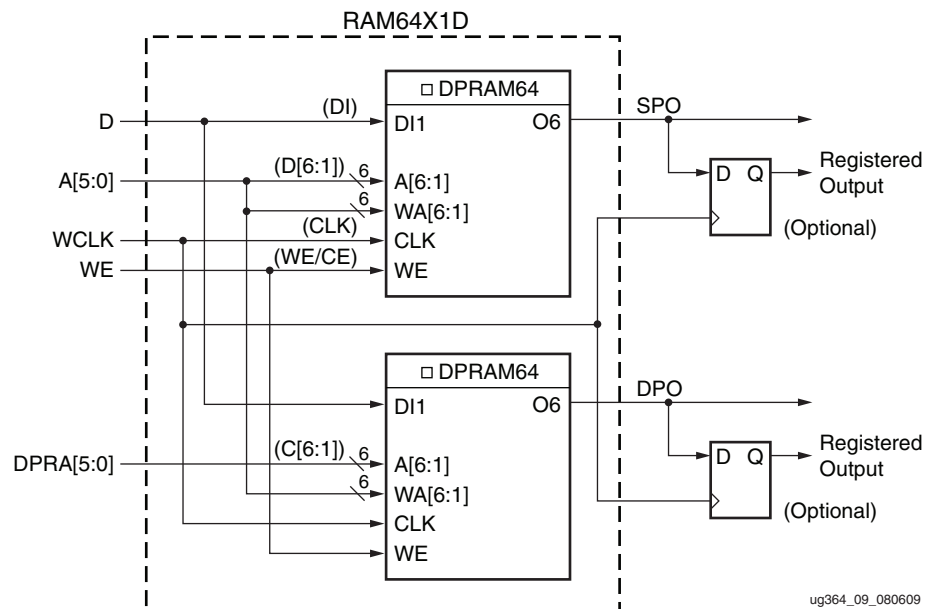 RAM64X1D
DPRAM64
D
(DI)
DI1
O6
SPO
A[5:0]
(D[6:1])
6
A[6:1]
6
WA[6:1]
D Q
Registered
Output
(Optional)
WCLK
(CLK)
CLK
WE
(WE/CE)
WE
DPRAM64
DI1
O6
DPO
DPRA[5:0]
(C[6:1])
6
A[6:1]
6
WA[6:1]
D Q
Registered
Output
(Optional)
CLK
WE
ug364_09_080609